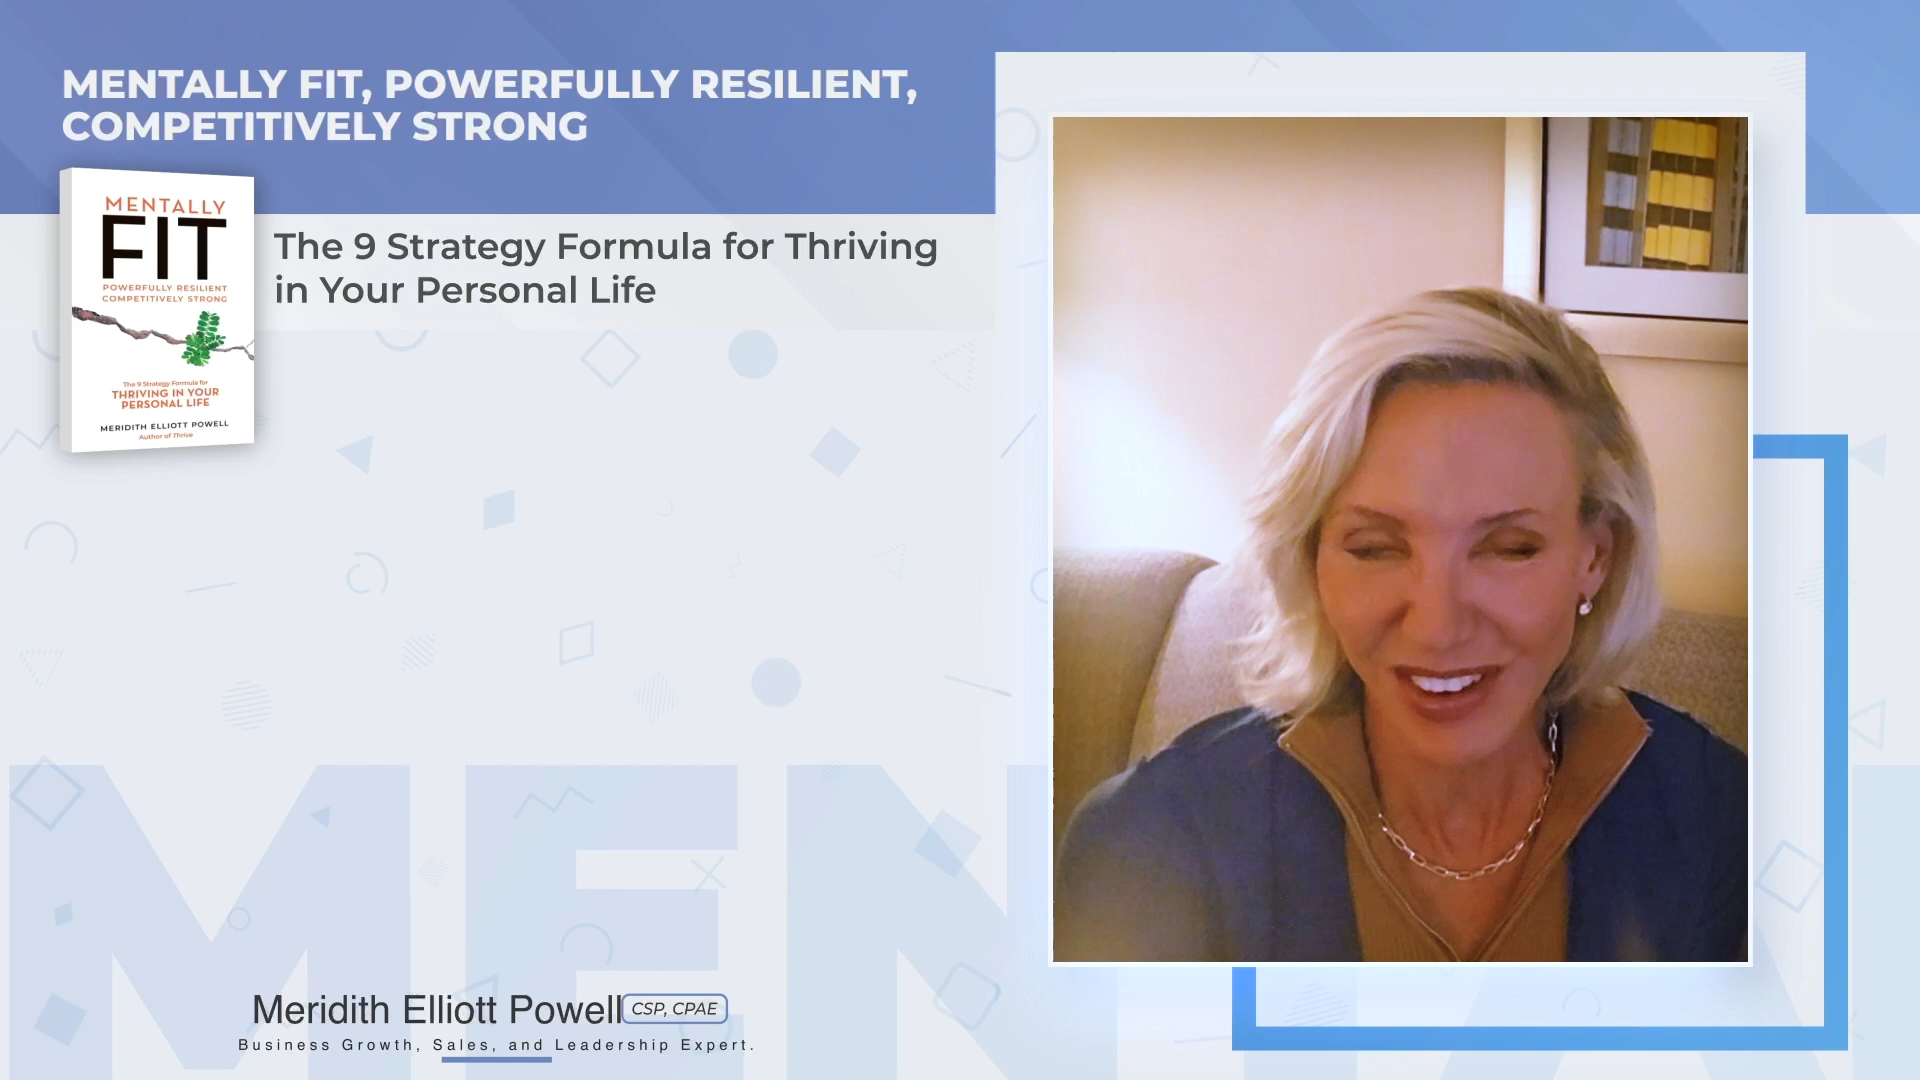 MENTALLY FIT, POWERFULLY RESILIENT,
COMPETITIVELY STRONG
MENTALLY
FIT
POWERFULLY RESILIENT
COMPETITIVELY STRONG
The 9 Strategy Formula for
THRIVING IN YOUR
PERSONAL LIFE
MERIDITH ELLIOTT POWELL
Author of Thrive
The 9 Strategy Formula for Thriving
in Your Personal Life
MENTAL
Meridith Elliott Powell CSP, CPAE
Business Growth, Sales, and Leadership Expert.